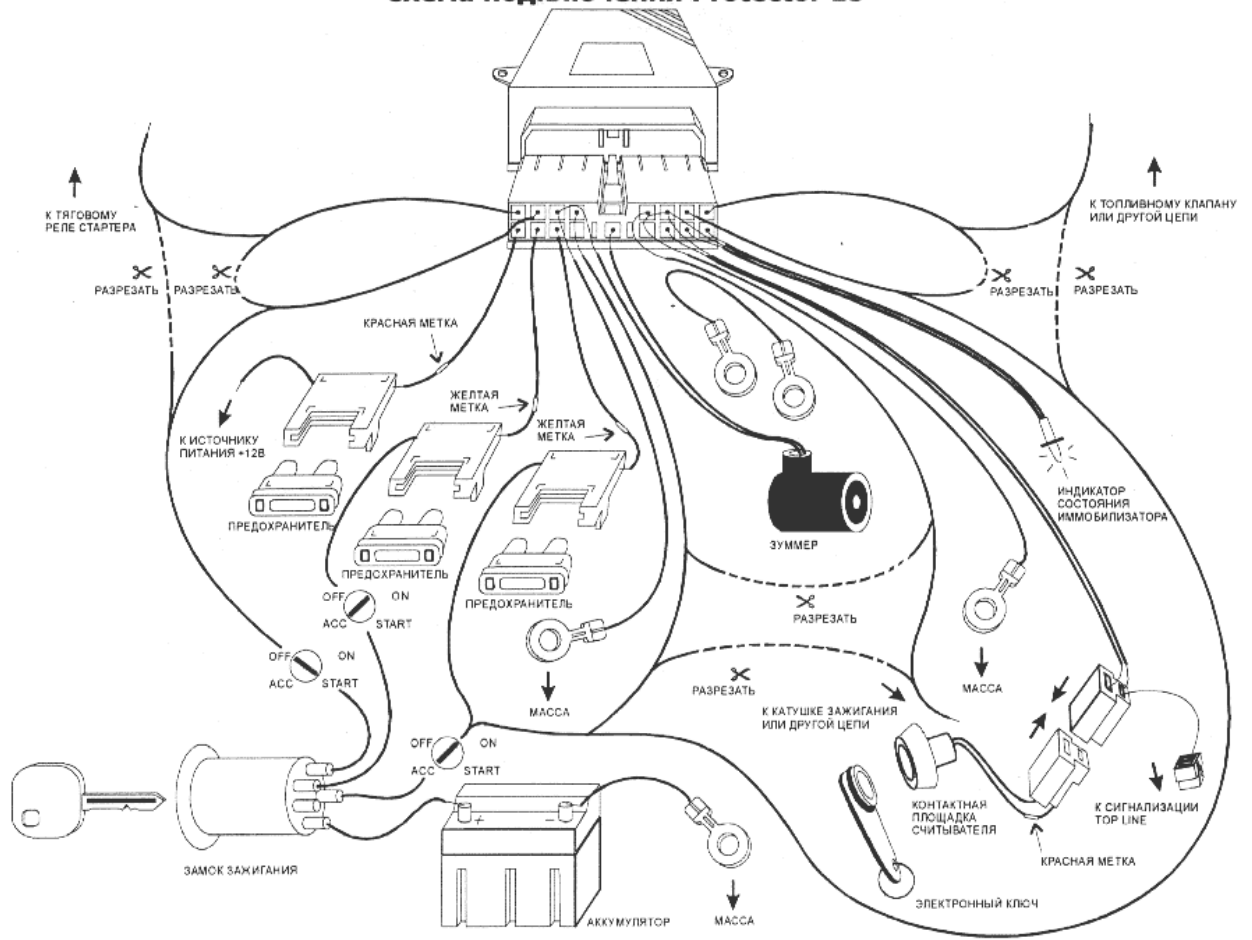 К ТЯГОВОМУ
РЕЛЕ СТАРТЕРА
К ТОПЛИВНОМУ КЛАПАНУ
ИЛИ ДРУГОЙ ЦЕПИ
РАЗРЕЗАТЬ
РАЗРЕЗАТЬ
РАЗРЕЗАТЬ
РАЗРЕЗАТЬ
КРАСНАЯ МЕТКА
ЖЕЛТАЯ
МЕТКА
ЖЕЛТАЯ
МЕТКА
К ИСТОЧНИКУ
ПИТАНИЯ +12В
ПРЕДОХРАНИТЕЛЬ
ПРЕДОХРАНИТЕЛЬ
ПРЕДОХРАНИТЕЛЬ
ИНДИКАТОР
СОСТОЯНИЯ
ИММОБИЛИЗАТОРА
ЗУММЕР
OFF ON
ACC START
РАЗРЕЗАТЬ
OFF ON
ACC START
МАССА
РАЗРЕЗАТЬ
МАССА
К КАТУШКЕ ЗАЖИГАНИЯ
ИЛИ ДРУГОЙ ЦЕПИ
OFF ON
ACC START
+ −
КОНТАКТНАЯ
ПЛОЩАДКА
СЧИТЫВАТЕЛЯ
К СИГНАЛИЗАЦИИ
TOP LINE
КРАСНАЯ МЕТКА
ЗАМОК ЗАЖИГАНИЯ
ЭЛЕКТРОННЫЙ КЛЮЧ
АККУМУЛЯТОР
МАССА